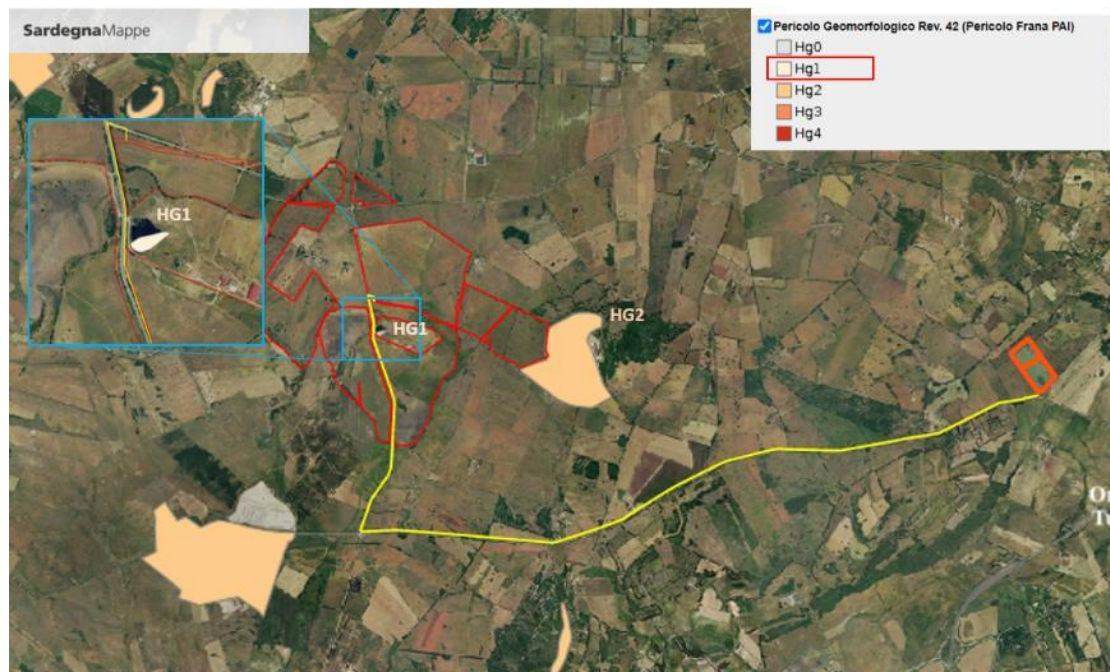 SardegnaMappe
Pericolo Geomorfologico Rev. 42 (Pericolo Frana PAI)
Hg0
Hg1
Hg2
Hg3
Hg4
HG1
HG1
HG2